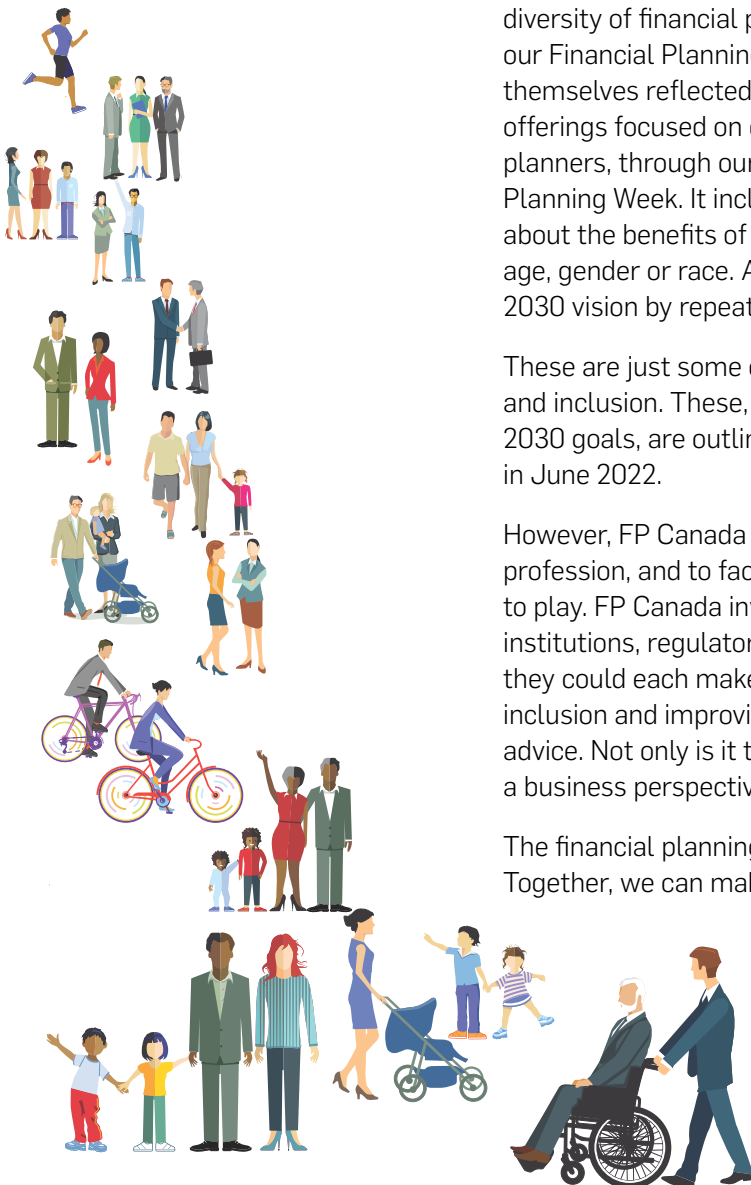 diversity of financial p
our Financial Planning
themselves reflected
offerings focused on
planners, through our
Planning Week. It incl
about the benefits of
age, gender or race. A
2030 vision by repeat
These are just some
and inclusion. These,
2030 goals, are outlin
in June 2022.
However, FP Canada
profession, and to fac
to play. FP Canada in
institutions, regulator
they could each make
inclusion and improvi
advice. Not only is it t
a business perspectiv
The financial planning
Together, we can mal